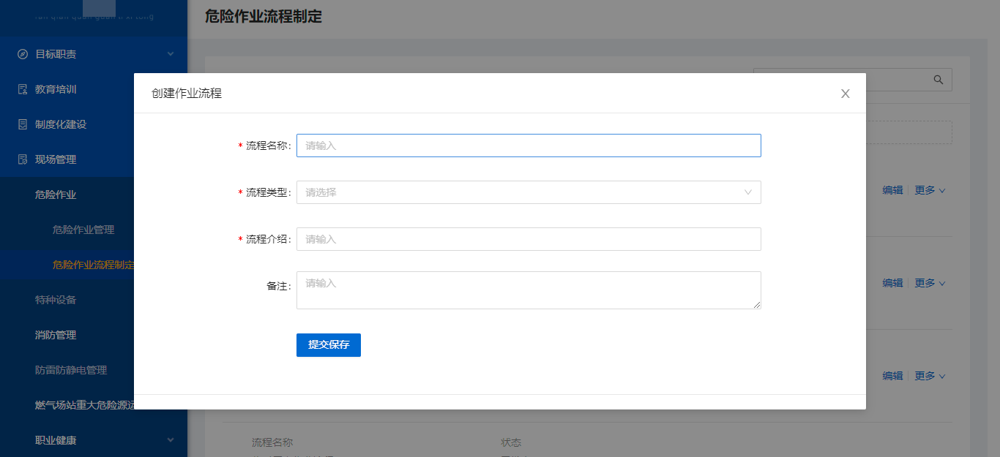 危险作业流程制定
目标职责
教育培训
制度化建设
现场管理
危险作业
危险作业管理
危险作业流程制定
特种设备
消防管理
防雷防静电管理
燃气场站重大危险源运
职业健康
创建作业流程
* 流程名称: 请输入
* 流程类型: 请选择
* 流程介绍: 请输入
备注: 请输入
提交保存
编辑 更多
编辑 更多
编辑 更多
流程名称 状态